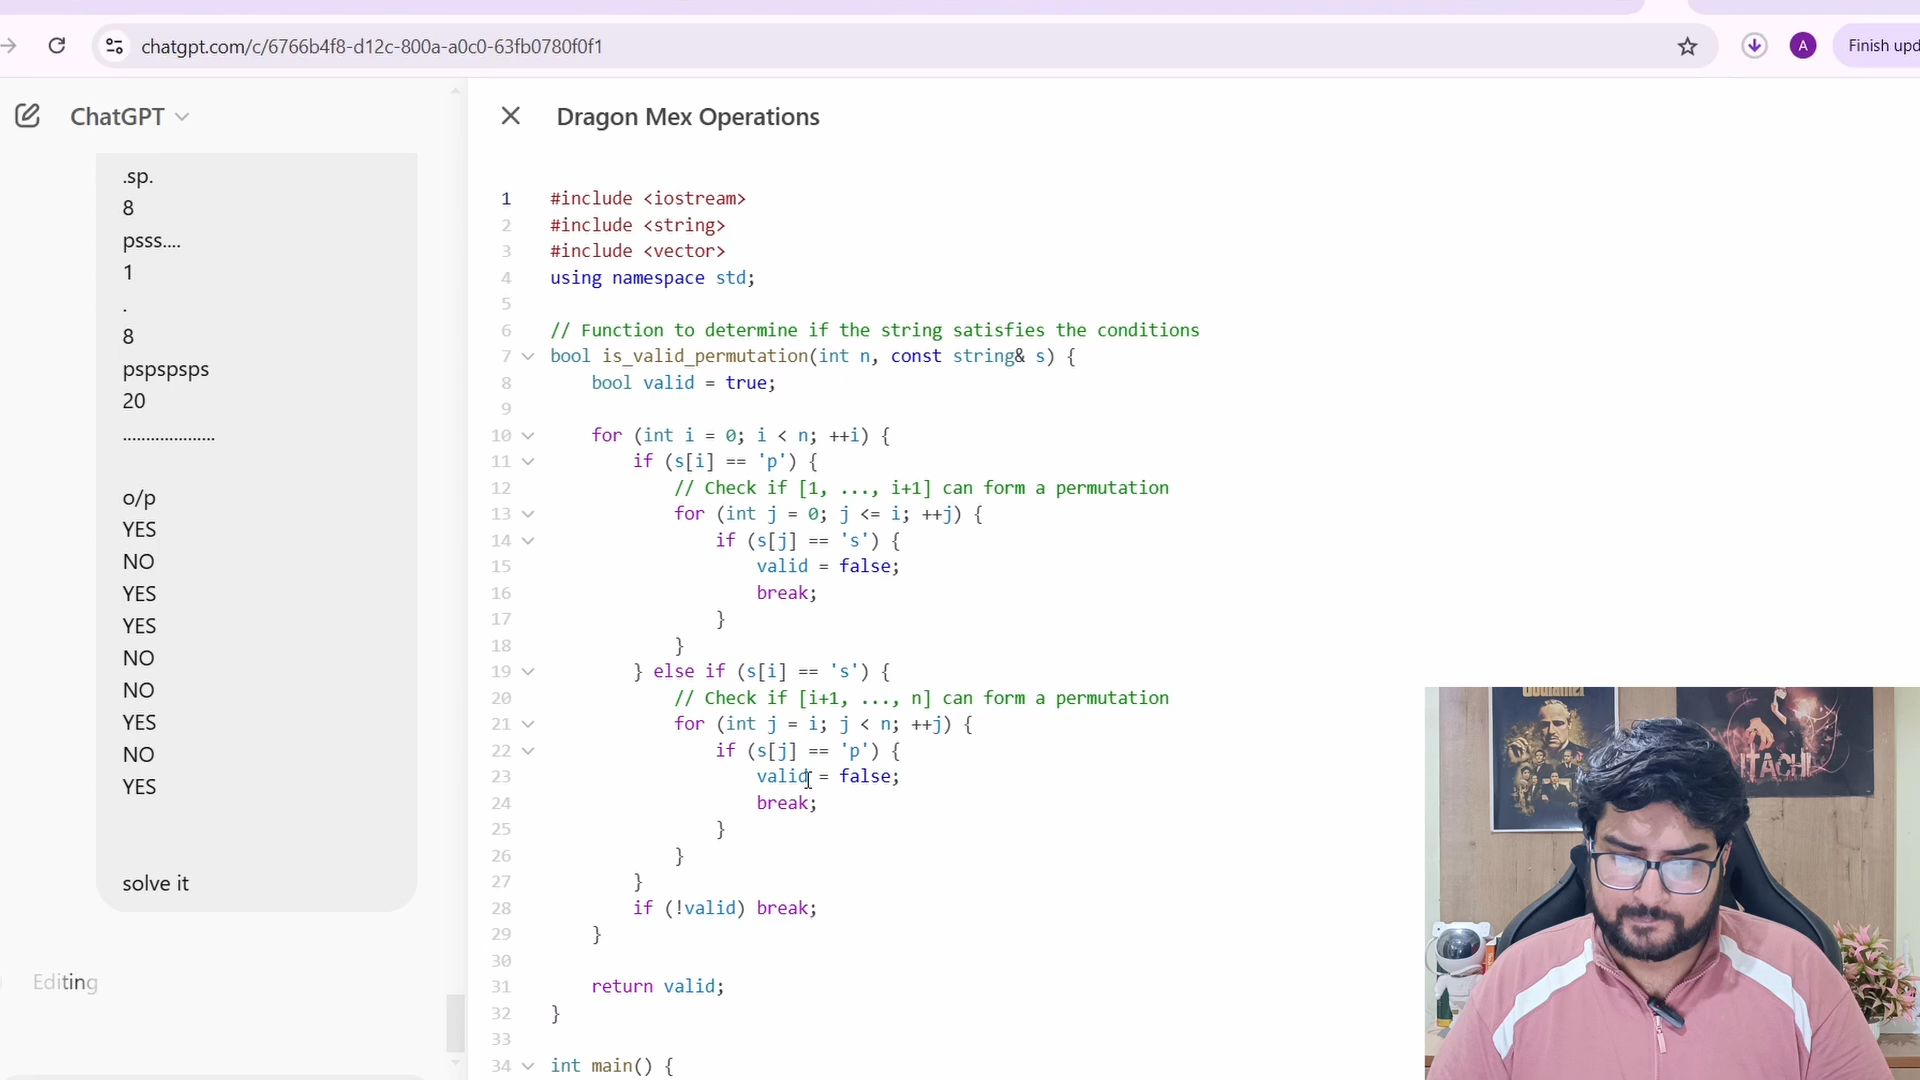 chatgpt.com/c/6766b4f8-d12c-800a-a0c0-63fb0780f0f1
A
Finish upd
ChatGPT
.sp.
8
psss....
1
.
8
pspspsps
20
....................
o/p
YES
NO
YES
YES
NO
NO
YES
NO
YES
solve it
Editing
Dragon Mex Operations
1 #include <iostream>
2 #include <string>
3 #include <vector>
4 using namespace std;
5
6 // Function to determine if the string satisfies the conditions
7 bool is_valid_permutation(int n, const string& s) {
8 bool valid = true;
9
10 for (int i = 0; i < n; ++i) {
11 if (s[i] == 'p') {
12 // Check if [1, ..., i+1] can form a permutation
13 for (int j = 0; j <= i; ++j) {
14 if (s[j] == 's') {
15 valid = false;
16 break;
17 }
18 }
19 } else if (s[i] == 's') {
20 // Check if [i+1, ..., n] can form a permutation
21 for (int j = i; j < n; ++j) {
22 if (s[j] == 'p') {
23 valid = false;
24 break;
25 }
26 }
27 }
28 if (!valid) break;
29 }
30
31 return valid;
32 }
33
34 int main() {
ITACHI